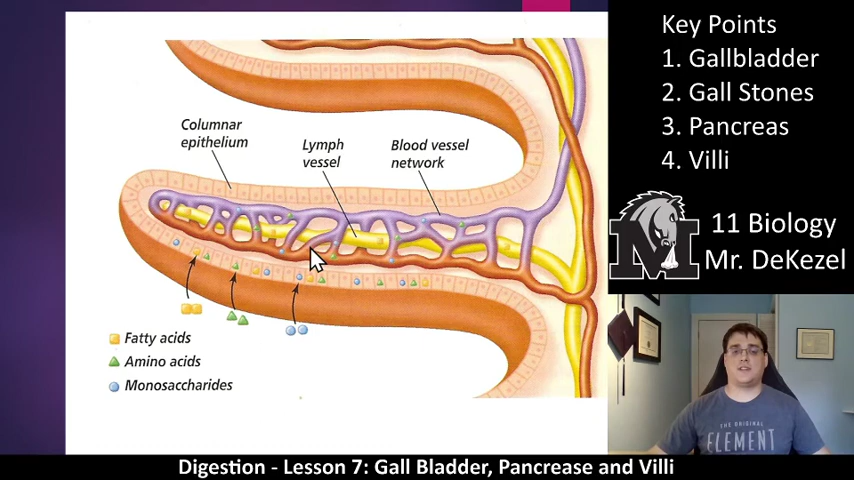 Key Points
1. Gallbladder
2. Gall Stones
3. Pancreas
4. Villi
Columnar
epithelium
Lymph
vessel
Blood vessel
network
Fatty acids
Amino acids
Monosaccharides
M
11 Biology
Mr. DeKezel
THE ORIGINAL
ELEMENT
Digestion - Lesson 7: Gall Bladder, Pancrease and Villi